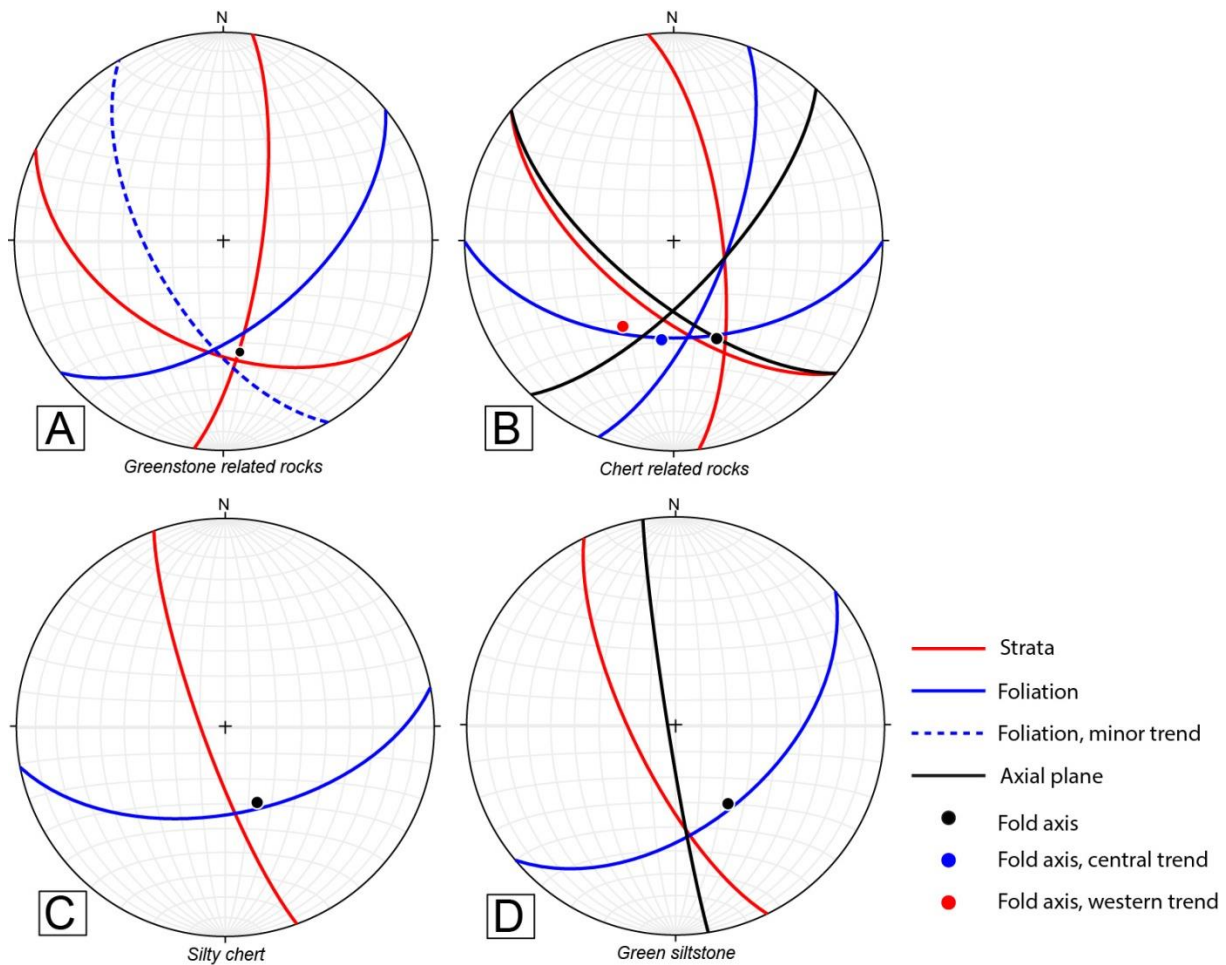 N
N
A
B
Greenstone related rocks
Chert related rocks
N
N
Strata
Foliation
Foliation, minor trend
Axial plane
Fold axis
Fold axis, central trend
Fold axis, western trend
C
D
Silty chert
Green siltstone